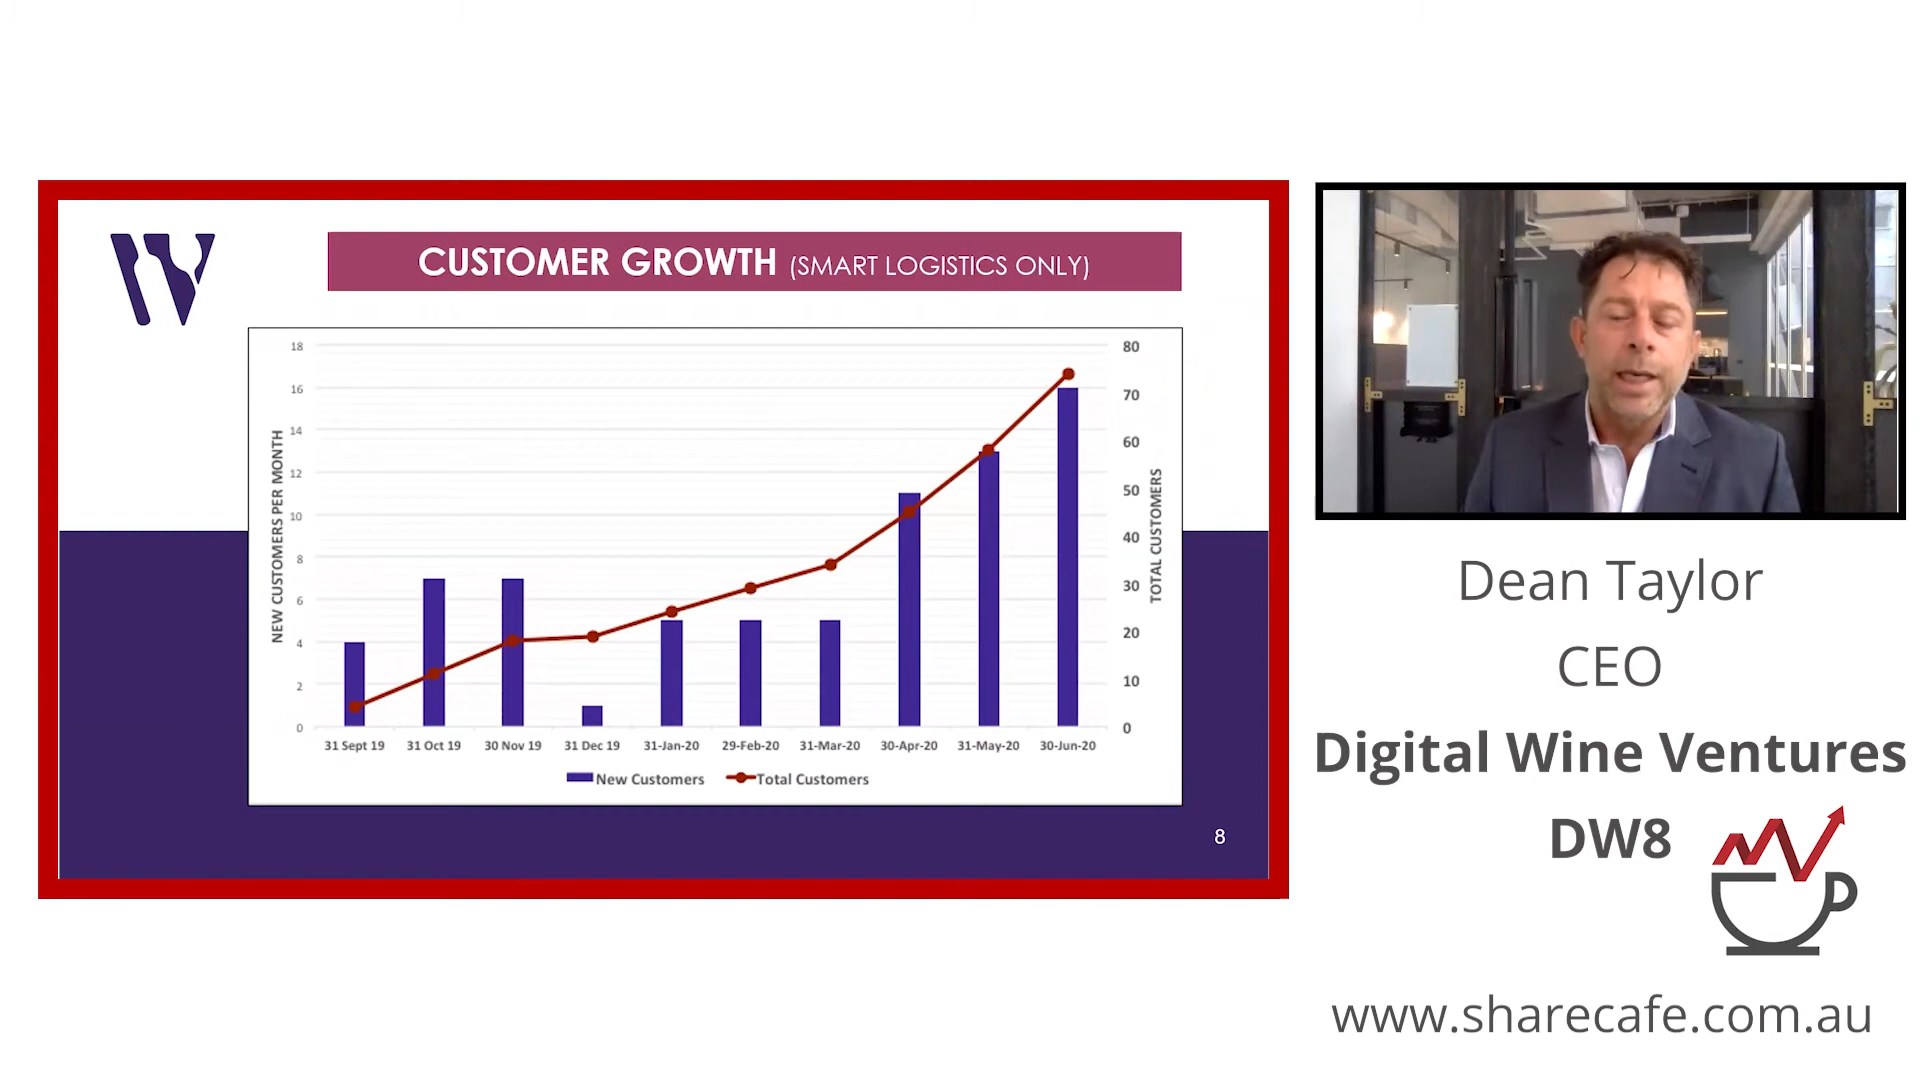 CUSTOMER GROWTH (SMART LOGISTICS ONLY)
18
16
14
12
10
8
6
4
2
0
NEW CUSTOMERS PER MONTH
80
70
60
50
40
30
20
10
0
TOTAL CUSTOMERS
31 Sept 19 31 Oct 19 30 Nov 19 31 Dec 19 31-Jan-20 29-Feb-20 31-Mar-20 30-Apr-20 31-May-20 30-Jun-20
New Customers Total Customers
8
Dean Taylor
CEO
Digital Wine Ventures
DW8
www.sharecafe.com.au